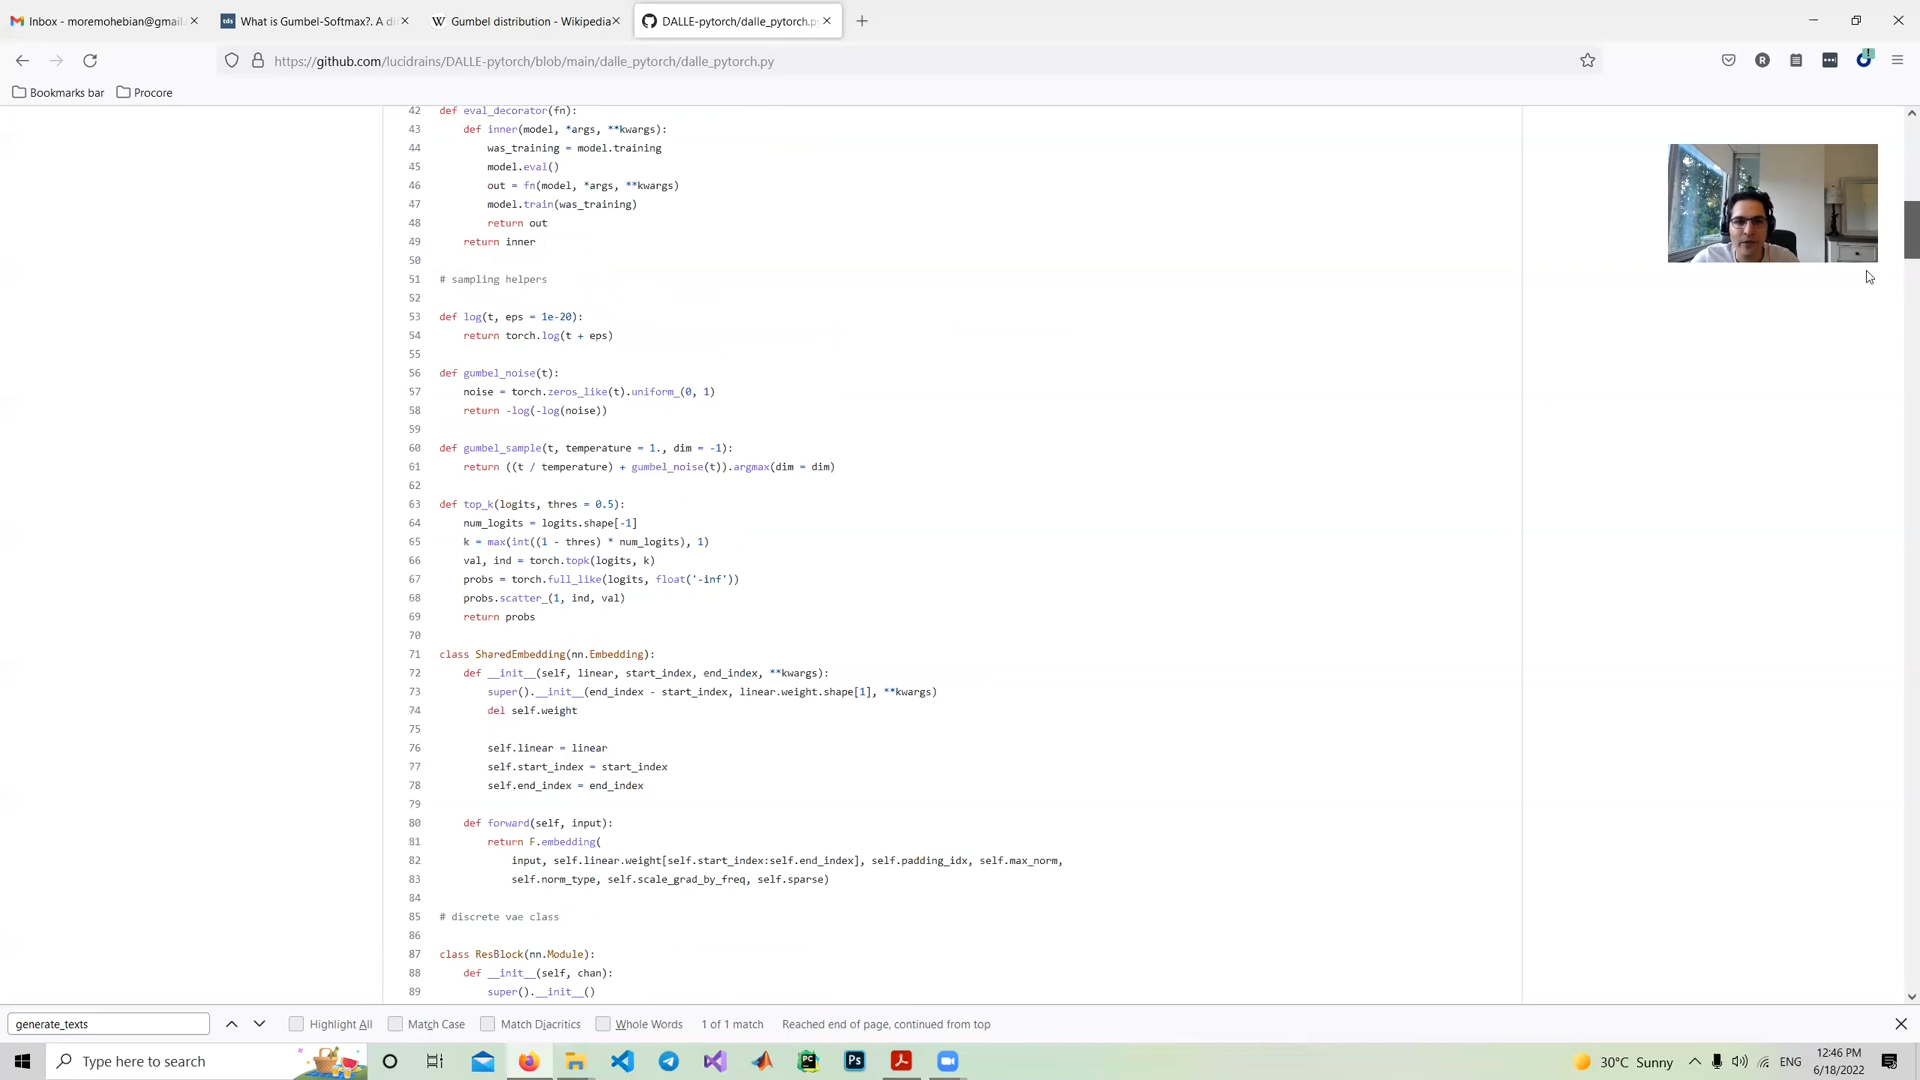 Inbox - moremohebian@gmail.
What is Gumbel-Softmax?. A di
Gumbel distribution - Wikipedia
DALLE-pytorch/dalle_pytorch.p
https://github.com/lucidrains/DALLE-pytorch/blob/main/dalle_pytorch/dalle_pytorch.py
Bookmarks bar
Procore
42 def eval_decorator(fn):
43 def inner(model, *args, **kwargs):
44 was_training = model.training
45 model.eval()
46 out = fn(model, *args, **kwargs)
47 model.train(was_training)
48 return out
49 return inner
50
51 # sampling helpers
52
53 def log(t, eps = 1e-20):
54 return torch.log(t + eps)
55
56 def gumbel_noise(t):
57 noise = torch.zeros_like(t).uniform_(0, 1)
58 return -log(-log(noise))
59
60 def gumbel_sample(t, temperature = 1., dim = -1):
61 return ((t / temperature) + gumbel_noise(t)).argmax(dim = dim)
62
63 def top_k(logits, thres = 0.5):
64 num_logits = logits.shape[-1]
65 k = max(int((1 - thres) * num_logits), 1)
66 val, ind = torch.topk(logits, k)
67 probs = torch.full_like(logits, float('-inf'))
68 probs.scatter_(1, ind, val)
69 return probs
70
71 class SharedEmbedding(nn.Embedding):
72 def __init__(self, linear, start_index, end_index, **kwargs):
73 super().__init__(end_index - start_index, linear.weight.shape[1], **kwargs)
74 del self.weight
75
76 self.linear = linear
77 self.start_index = start_index
78 self.end_index = end_index
79
80 def forward(self, input):
81 return F.embedding(
82 input, self.linear.weight[self.start_index:self.end_index], self.padding_idx, self.max_norm,
83 self.norm_type, self.scale_grad_by_freq, self.sparse)
84
85 # discrete vae class
86
87 class ResBlock(nn.Module):
88 def __init__(self, chan):
89 super().__init__()
generate_texts
Highlight All
Match Case
Match Diacritics
Whole Words
1 of 1 match
Reached end of page, continued from top
Type here to search
30°C Sunny
ENG
12:46 PM
6/18/2022